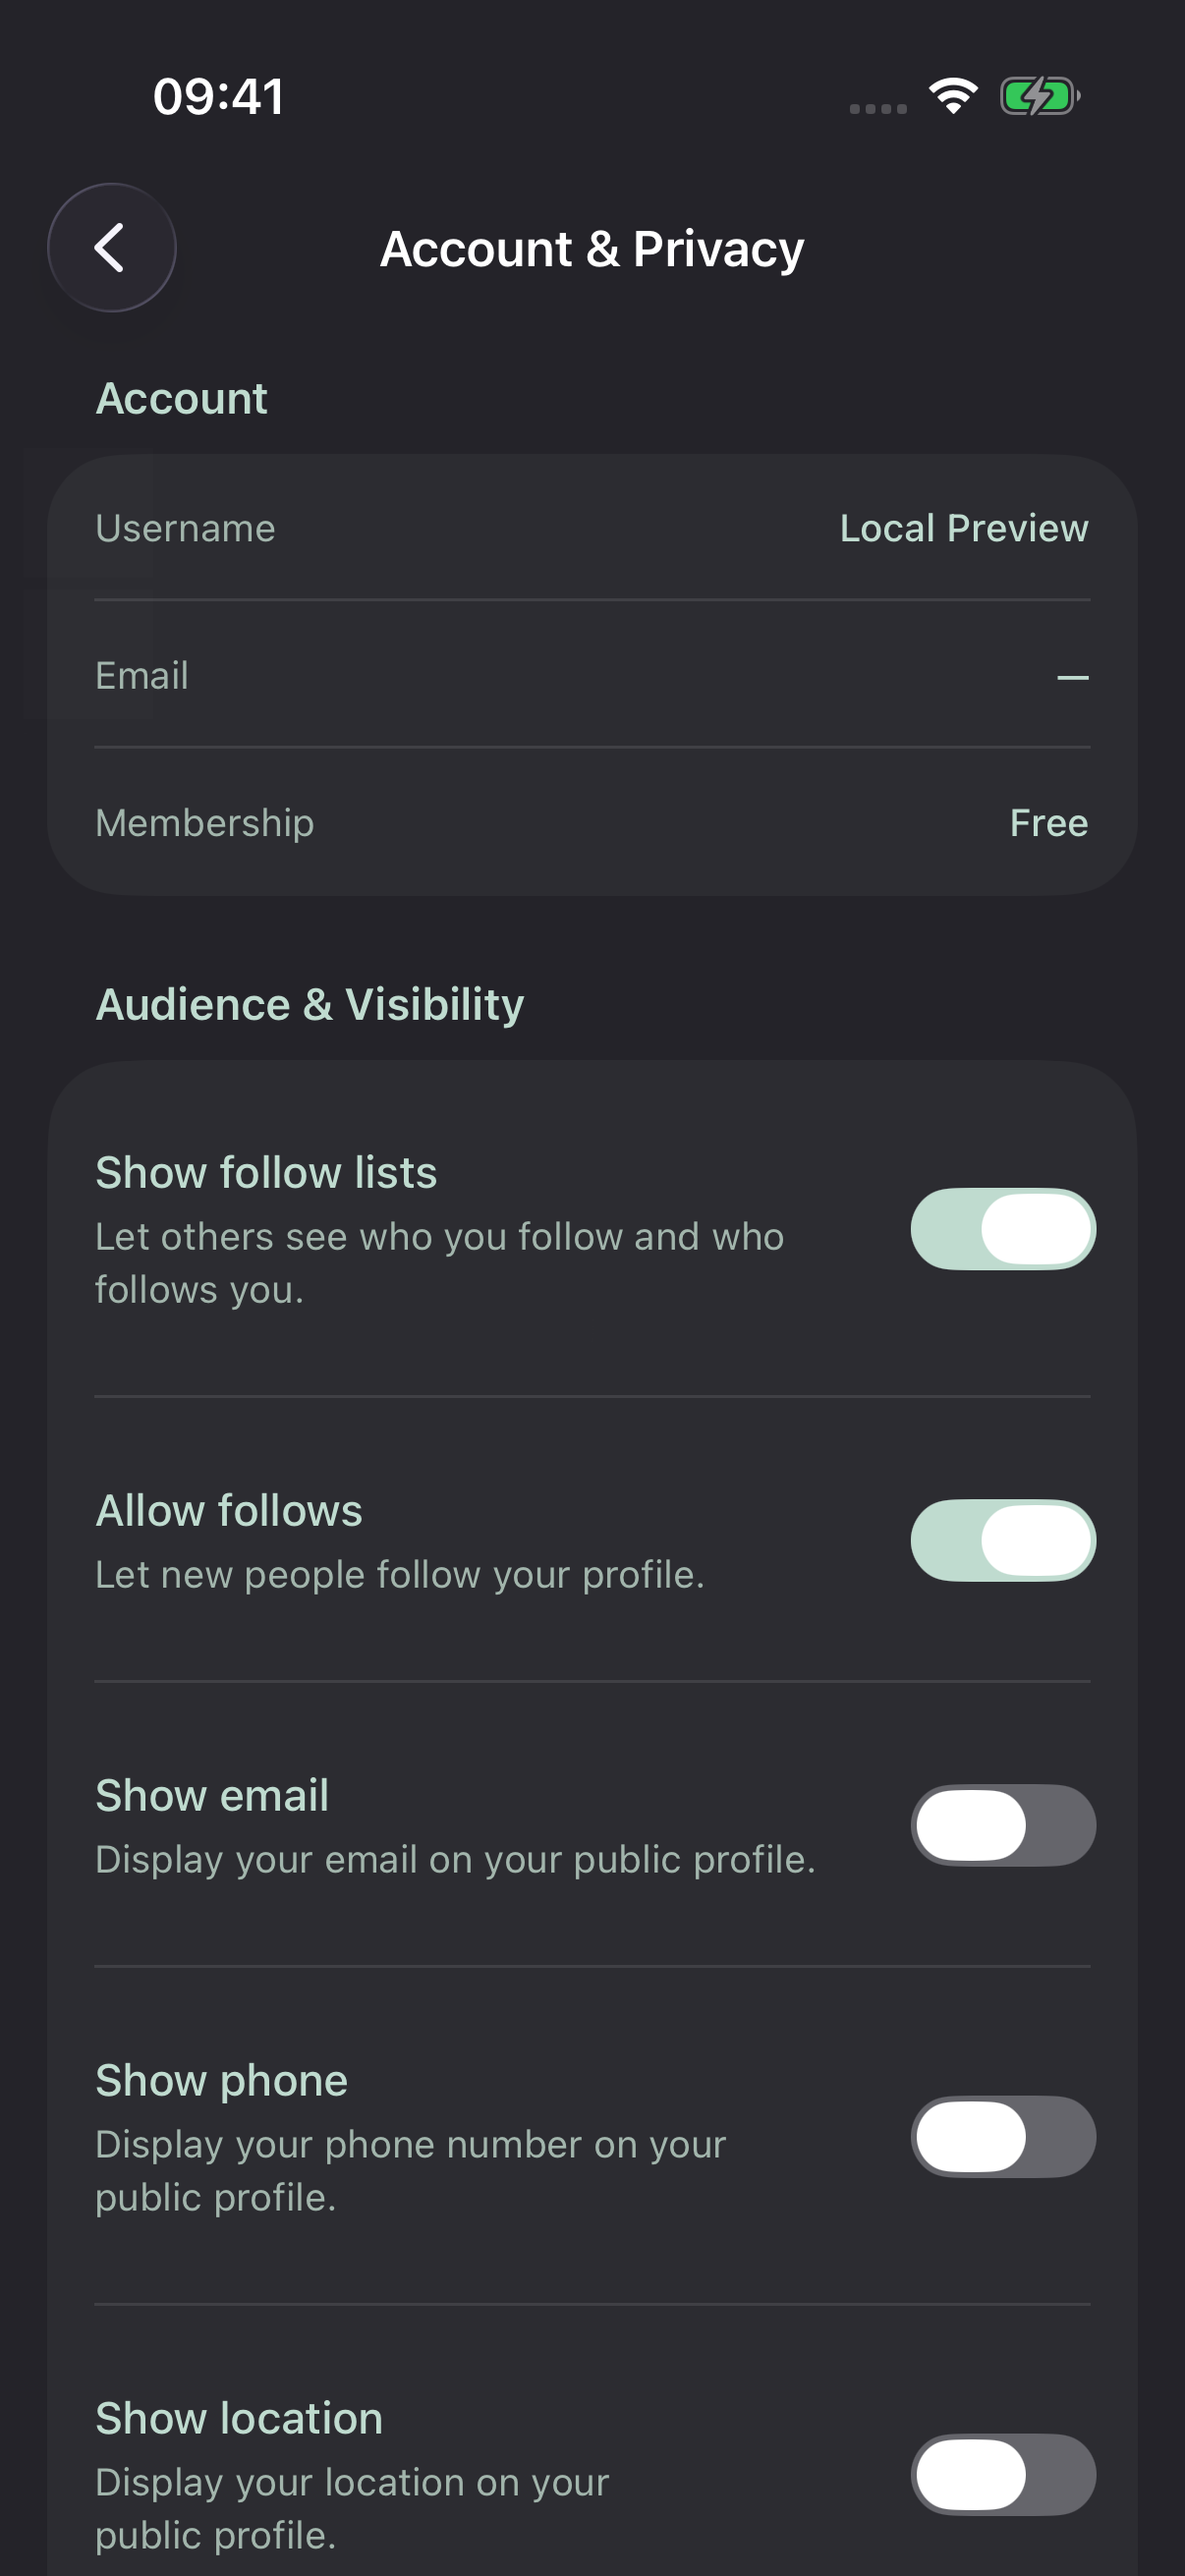 09:41
Account & Privacy
Account
Username
Local Preview
Email
—
Membership
Free
Audience & Visibility
Show follow lists
Let others see who you follow and who
follows you.
Allow follows
Let new people follow your profile.
Show email
Display your email on your public profile.
Show phone
Display your phone number on your
public profile.
Show location
Display your location on your
public profile.